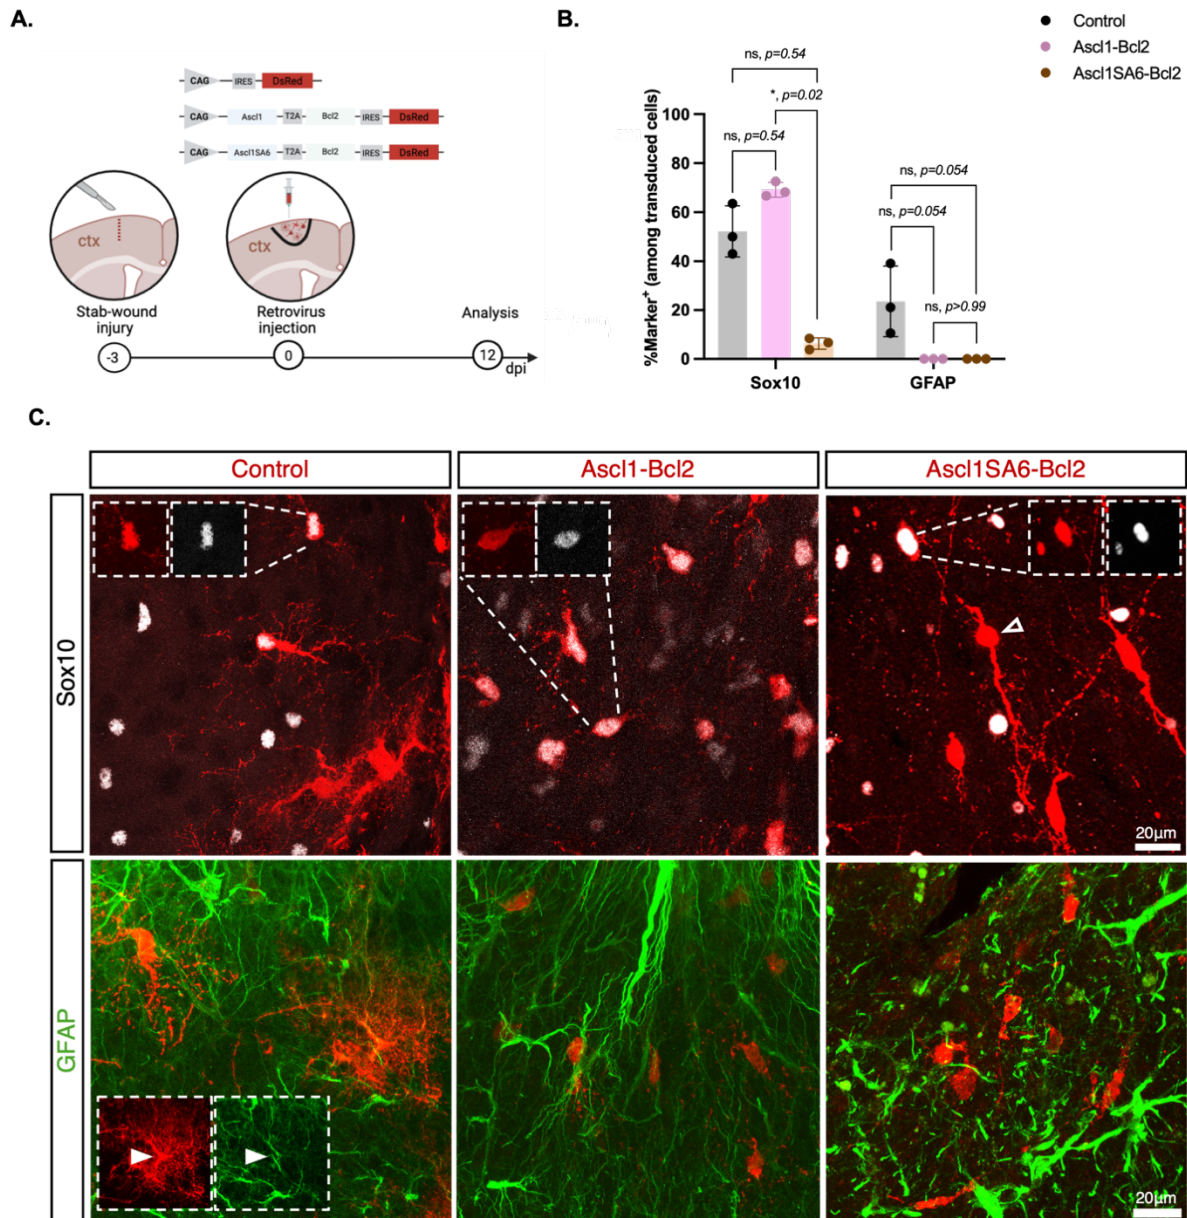 A.
CAG IRES DsRed
CAG Ascl1 T2A Bcl2 IRES DsRed
CAG Ascl1SA6 T2A Bcl2 IRES DsRed
ctx
ctx
Stab-wound
injury
Retrovirus
injection
Analysis
-3
0
12
dpi
B.
Control
Ascl1-Bcl2
Ascl1SA6-Bcl2
ns, p=0.54
*, p=0.02
ns, p=0.54
ns, p=0.054
ns, p=0.054
ns, p>0.99
%Marker+ (among transduced cells)
100
80
60
40
20
0
Sox10
GFAP
C.
Control
Ascl1-Bcl2
Ascl1SA6-Bcl2
Sox10
20µm
GFAP
20µm